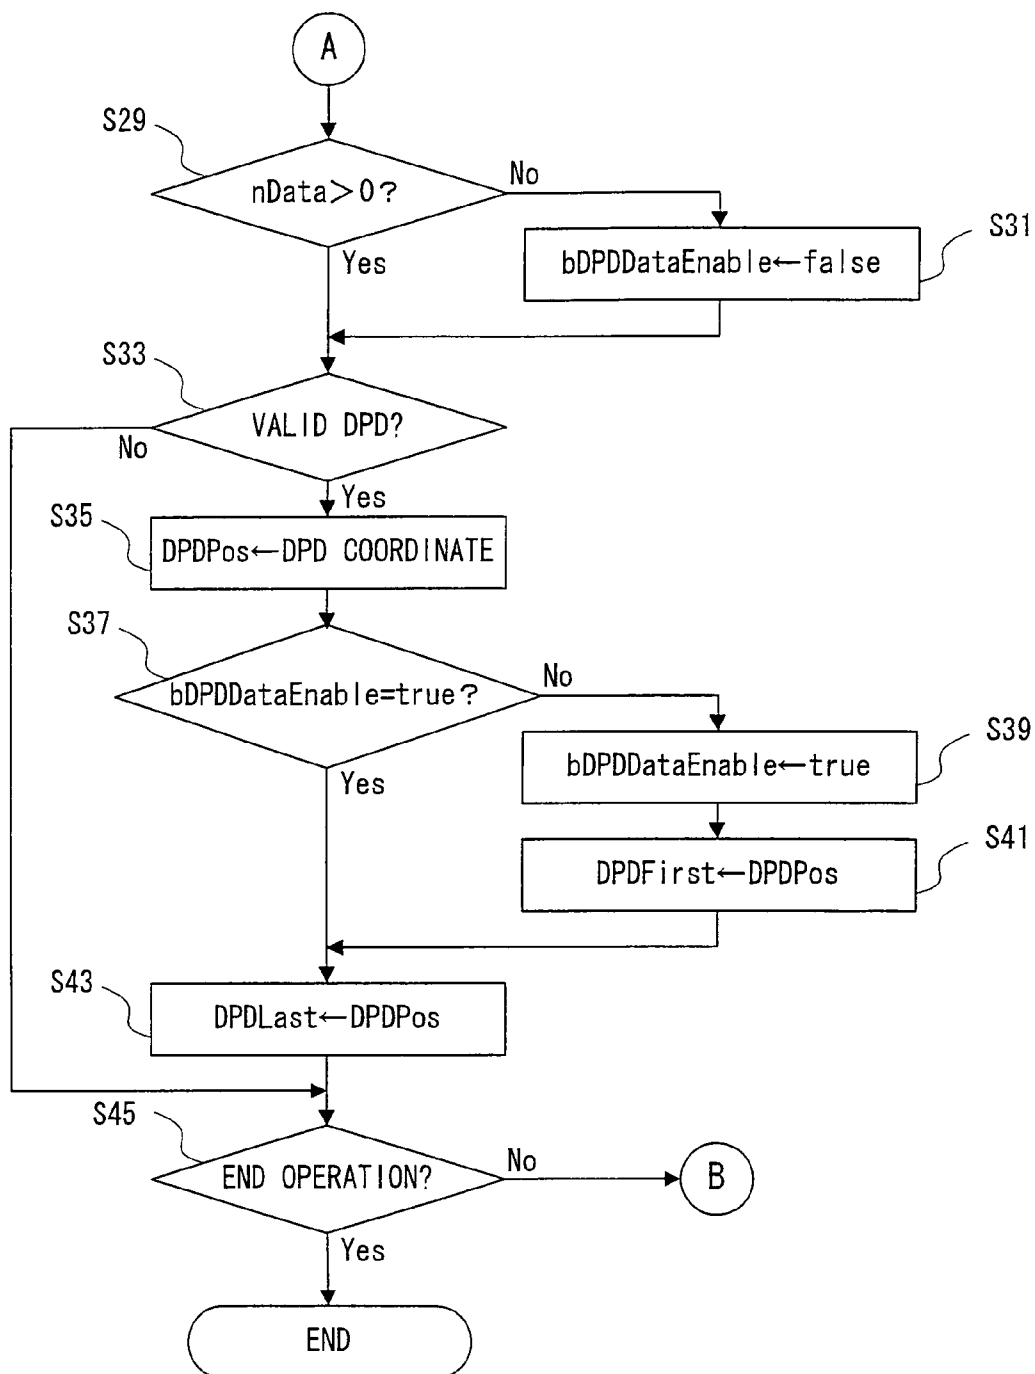 A
S29
nData>0?
No
S31
Yes
bDPDDataEnable←false
S33
VALID DPD?
No
Yes
S35
DPDPos←DPD COORDINATE
S37
bDPDDataEnable=true?
No
S39
Yes
bDPDDataEnable←true
S41
DPDFirst←DPDPos
S43
DPDLast←DPDPos
S45
END OPERATION?
No
B
Yes
END